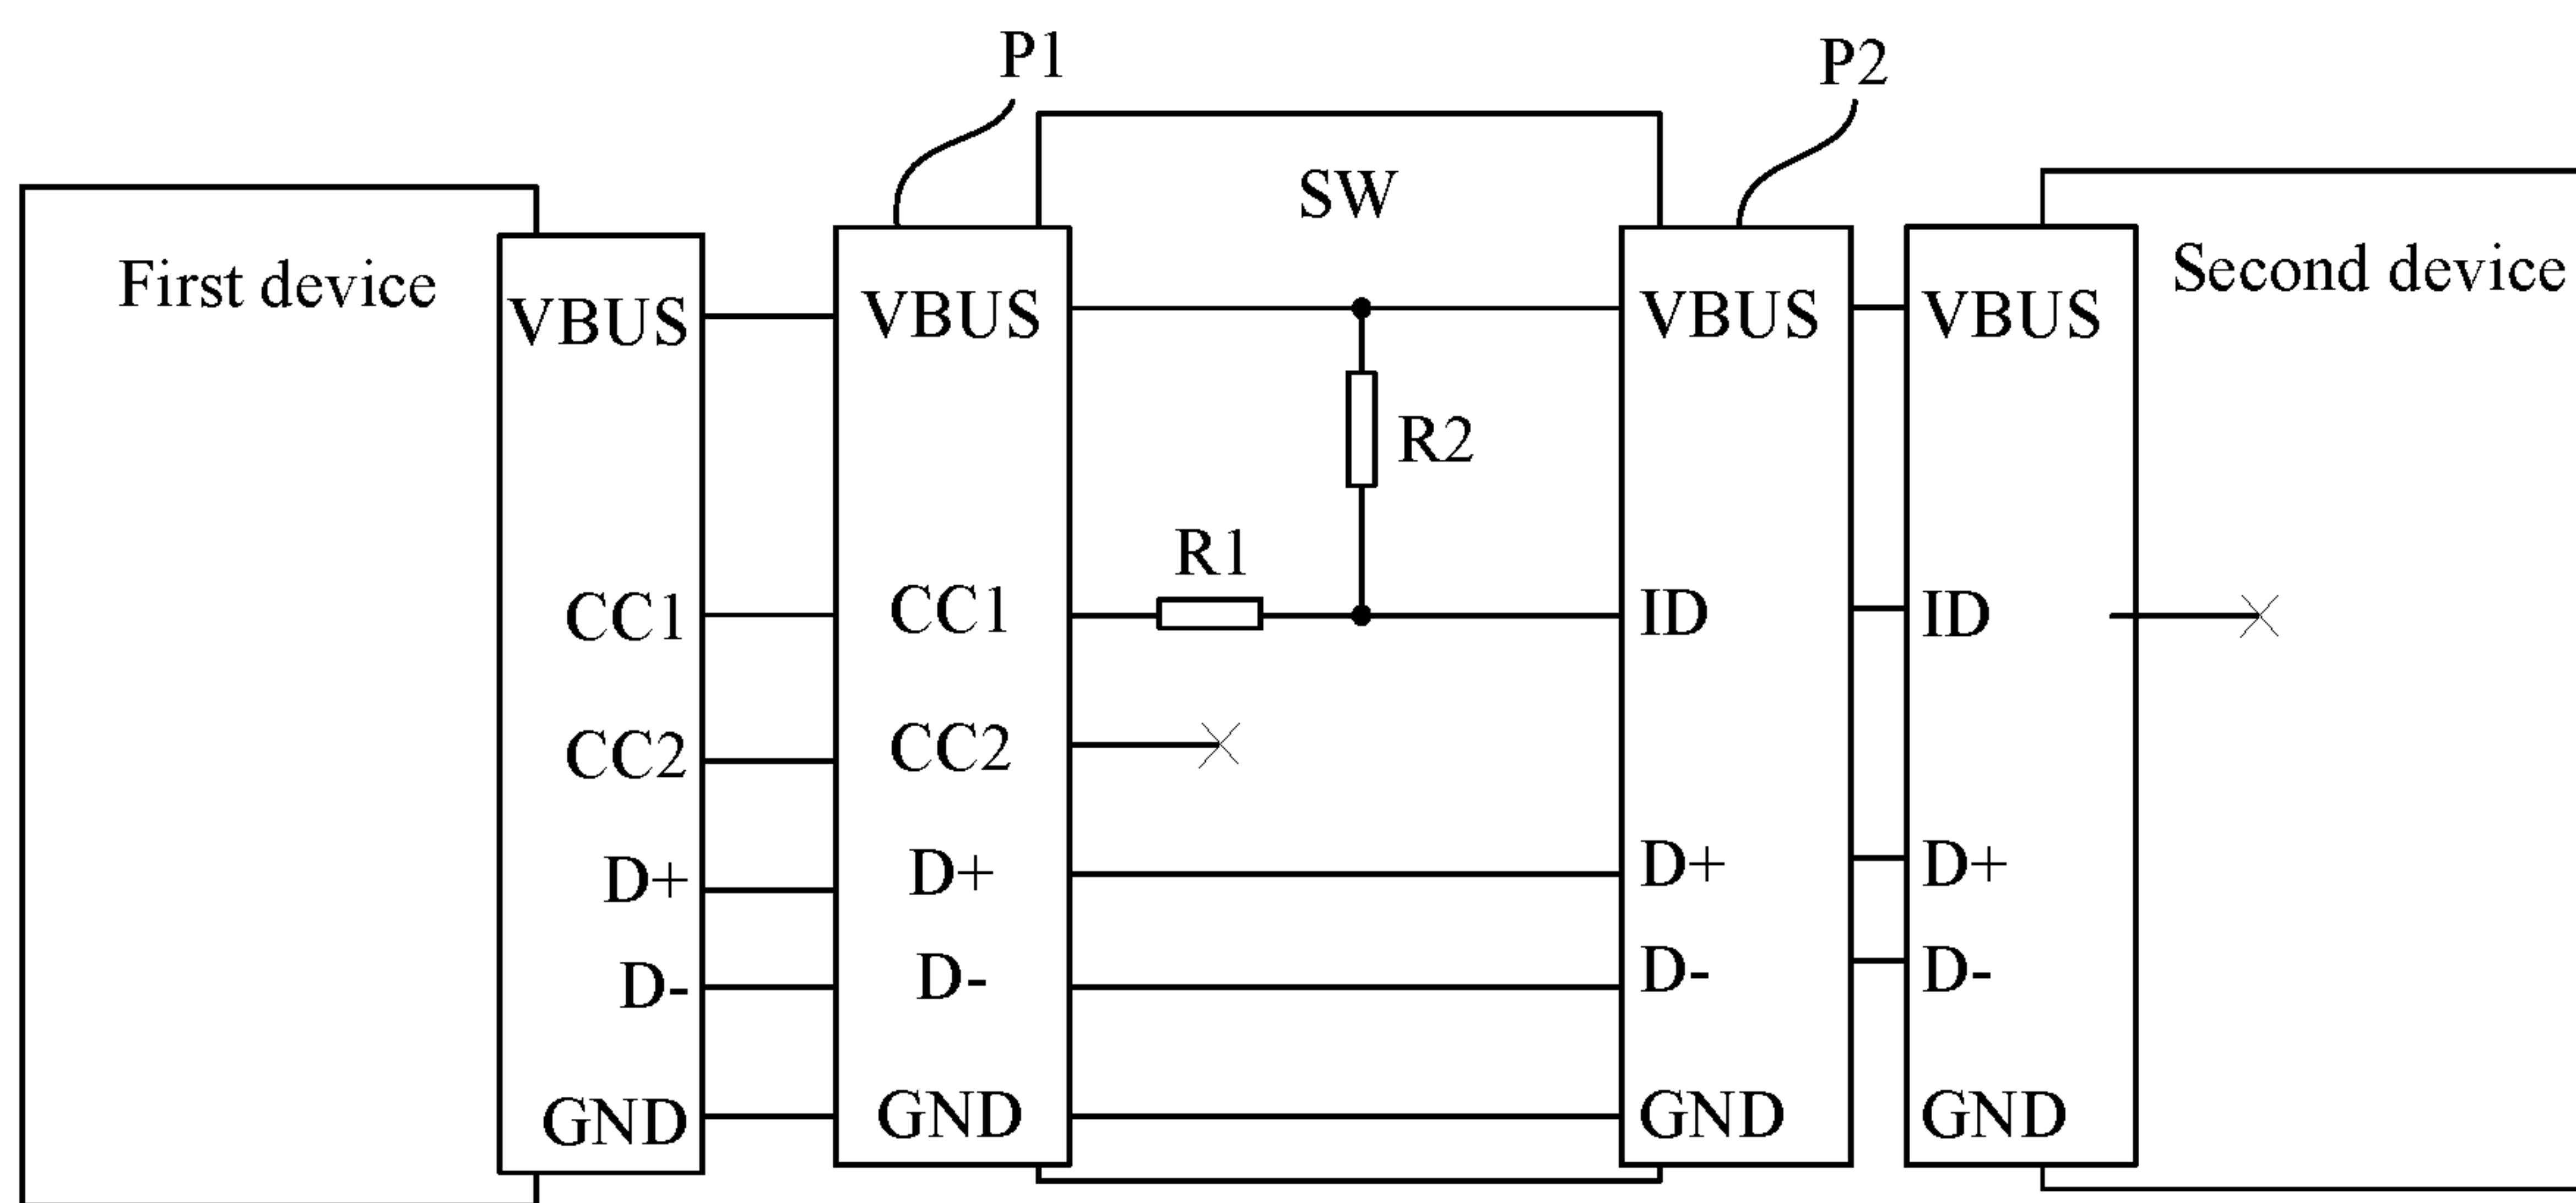 P1
P2
SW
First device
Second device
VBUS
VBUS
VBUS
VBUS
R2
R1
CC1
CC1
ID
ID
CC2
CC2
D+
D+
D+
D+
D-
D-
D-
D-
GND
GND
GND
GND